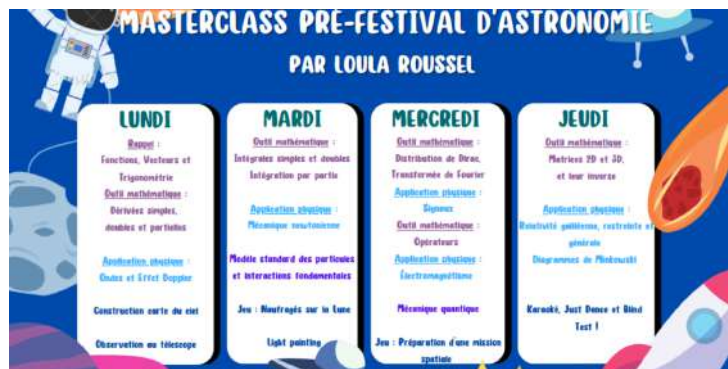 MASTERCLASS PRÉ-FESTIVAL D'ASTRONOMIE
PAR LOULA ROUSSEL
LUNDI
Rappel :
Fonctions, Vecteurs et
Trigonométrie
Outil mathématique :
Dérivées simples,
doubles et partielles
Application physique :
Ondes et Effet Doppler
Construction carte du ciel
Observation au télescope
MARDI
Outil mathématique :
Intégrales simples et doubles
Intégration par partie
Application physique :
Mécanique newtonienne
Modèle standard des particules
et interactions fondamentales
Jeu : Naufragés sur la Lune
Light painting
MERCREDI
Outil mathématique :
Distribution de Dirac,
Transformée de Fourier
Application physique :
Signaux
Outil mathématique :
Opérateurs
Application physique :
Électromagnétisme
Mécanique quantique
Jeu : Préparation d'une mission
spatiale
JEUDI
Outil mathématique :
Matrices 2D et 3D,
et leur inverse
Application physique :
Relativité galiléenne, restreinte et
générale
Diagrammes de Minkowski
Karaoké, Just Dance et Blind
Test !